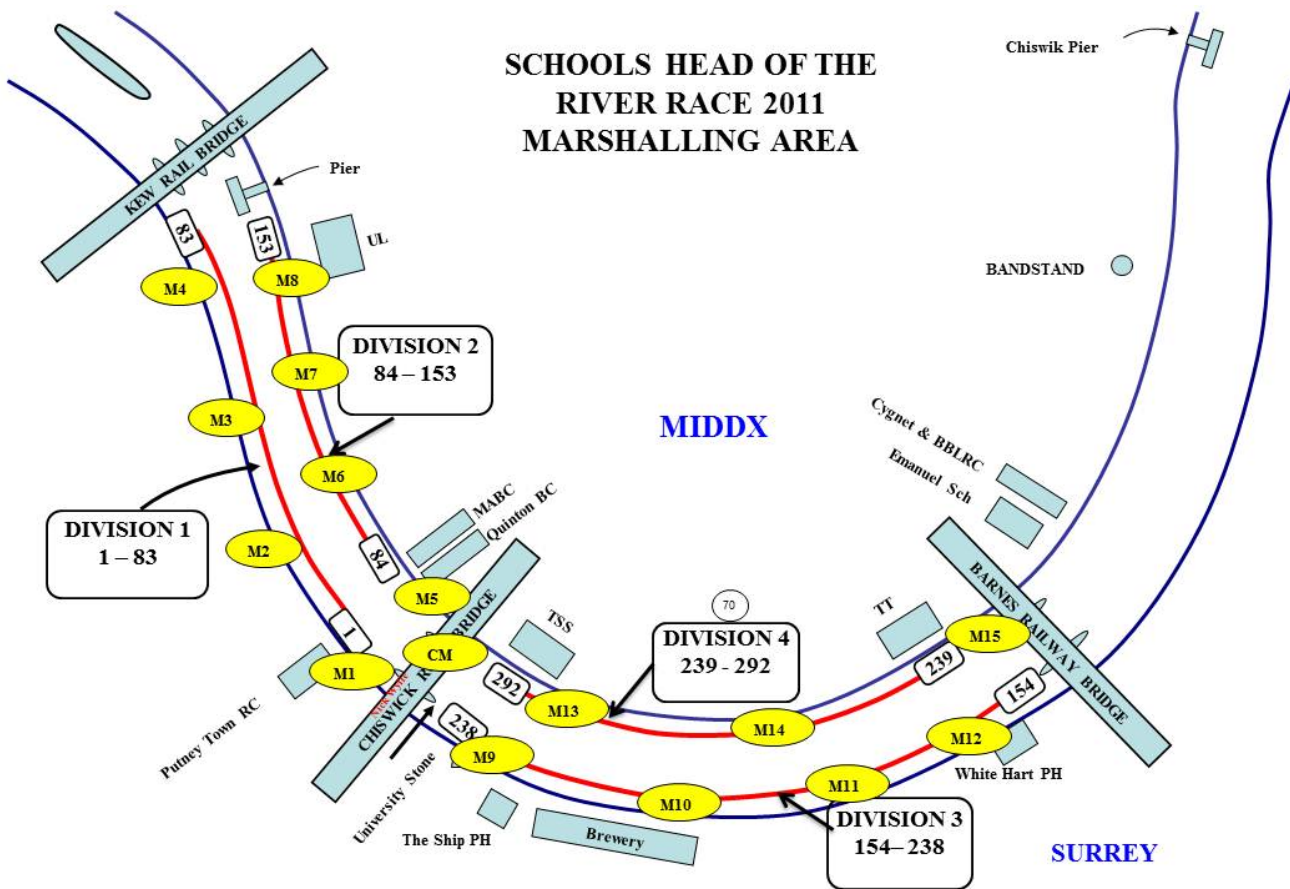 SCHOOLS HEAD OF THE
RIVER RACE 2011
MARSHALLING AREA
Chiswik Pier
KEW RAIL BRIDGE
Pier
83
153
UL
M4
M8
BANDSTAND
DIVISION 2
84 – 153
M7
M3
MIDDX
M6
Cygnet & BBLRC
Emanuel Sch
MABC
Quinton BC
DIVISION 1
1 – 83
M2
84
M5
TSS
70
TT
BARNES RAILWAY BRIDGE
1
CM
DIVISION 4
239 - 292
M15
239
M1
292
154
Putney Town RC
CHISWICK R BRIDGE
M13
M14
238
M9
M12
University Stone
White Hart PH
M10
M11
The Ship PH
Brewery
DIVISION 3
154– 238
SURREY